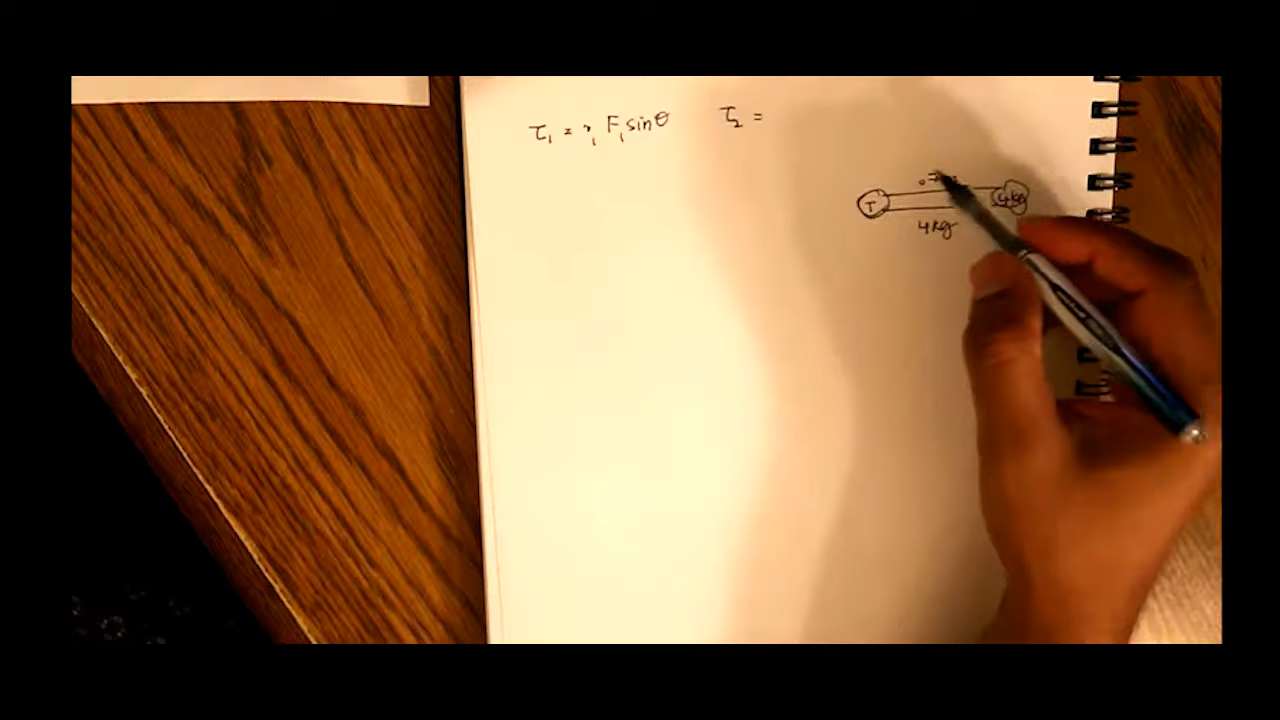 τ₁ = r₁ F₁ sinθ τ₂ =
T 4kg
4kg